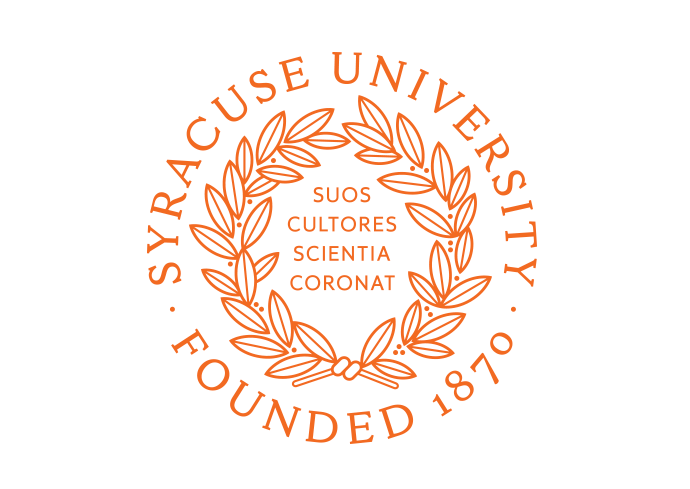 SYRACUSE UNIVERSITY
SUOS
CULTORES
SCIENTIA
CORONAT
· FOUNDED 1870 ·